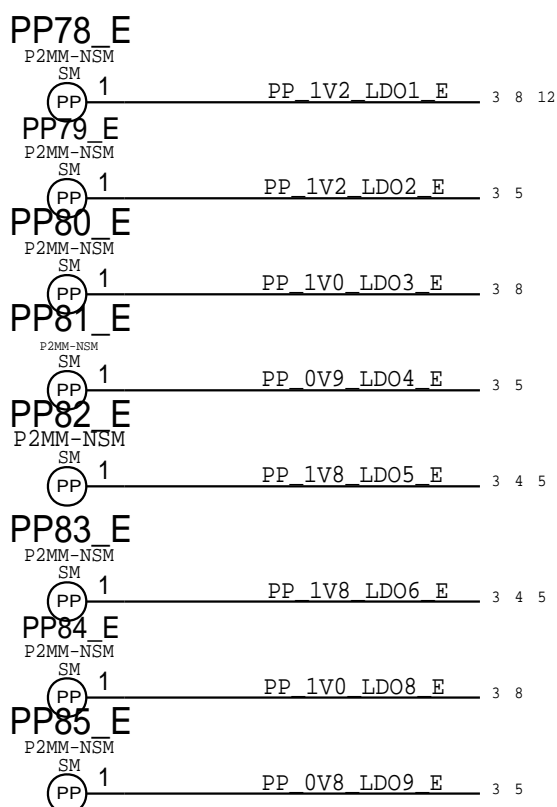 PP78_E
P2MM-NSM
SM
PP 1 PP_1V2_LDO1_E 3 8 12
PP79_E
P2MM-NSM
SM
PP 1 PP_1V2_LDO2_E 3 5
PP80_E
P2MM-NSM
SM
PP 1 PP_1V0_LDO3_E 3 8
PP81_E
P2MM-NSM
SM
PP 1 PP_0V9_LDO4_E 3 5
PP82_E
P2MM-NSM
SM
PP 1 PP_1V8_LDO5_E 3 4 5
PP83_E
P2MM-NSM
SM
PP 1 PP_1V8_LDO6_E 3 4 5
PP84_E
P2MM-NSM
SM
PP 1 PP_1V0_LDO8_E 3 8
PP85_E
P2MM-NSM
SM
PP 1 PP_0V8_LDO9_E 3 5